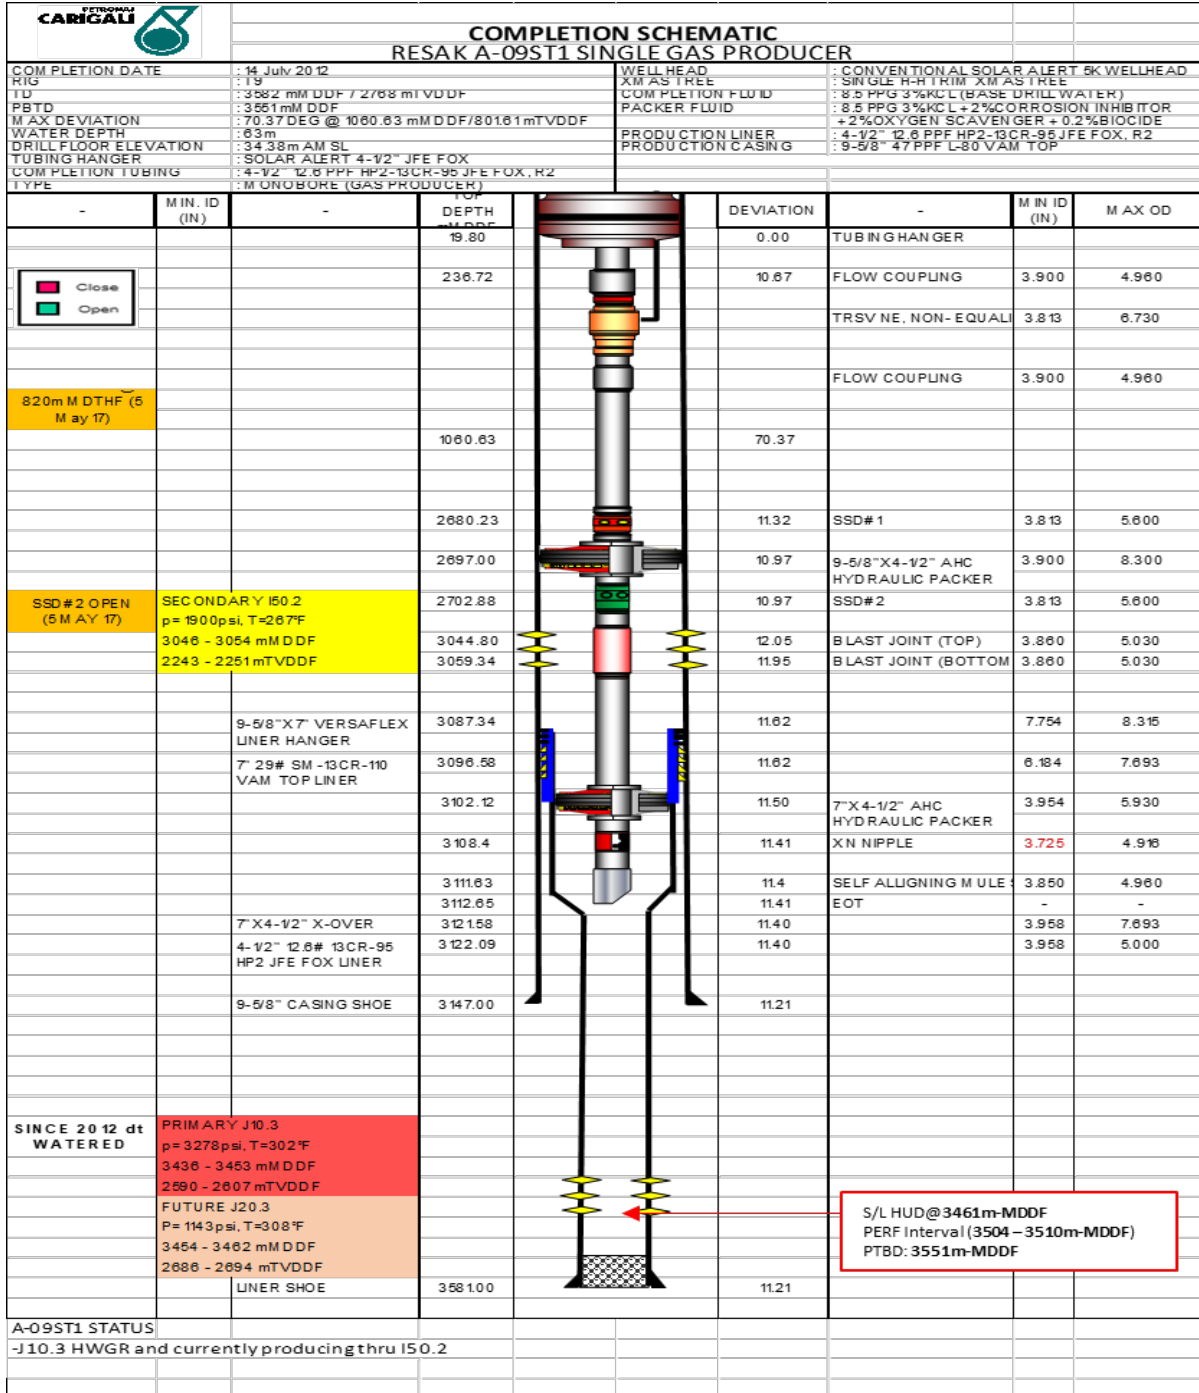 PETRONAS
CARIGALI
COMPLETION SCHEMATIC
RESAK A-09ST1 SINGLE GAS PRODUCER
COMPLETION DATE : 14 July 2012 WELL HEAD : CONVENTIONAL SOLAR ALERT 5K WELLHEAD
RIG : T9 XMAS TREE : SINGLE H-H TRIM XMAS TREE
TD : 3582 mMDDF / 2768 mTVDDF COMPLETION FLUID : 8.5 PPG 3%KCL (BASE DRILL WATER)
PBTD : 3551mMDDF PACKER FLUID : 8.5 PPG 3%KCL + 2%CORROSION INHIBITOR
MAX DEVIATION : 70.37 DEG @ 1060.63 mMDDF/801.61mTVDDF +2%OXYGEN SCAVENGER + 0.2%BIOCIDE
WATER DEPTH : 63m PRODUCTION LINER : 4-1/2" 12.6 PPF HP2-13CR-95 JFE FOX, R2
DRILL FLOOR ELEVATION : 34.38m AMSL PRODUCTION CASING : 9-5/8" 47 PPF L-80 VAM TOP
TUBING HANGER : SOLAR ALERT 4-1/2" JFE FOX
COMPLETION TUBING : 4-1/2" 12.6 PPF HP2-13CR-95 JFE FOX, R2
TYPE : MONOBORE (GAS PRODUCER)
- MIN. ID (IN) - TOP DEPTH mMDDF DEVIATION - MIN ID (IN) MAX OD
19.80 0.00 TUBING HANGER
236.72 10.67 FLOW COUPLING 3.900 4.960
Close
Open
TRSV NE, NON- EQUALI 3.813 6.730
FLOW COUPLING 3.900 4.960
820m MDTHF (5
May 17)
1060.63 70.37
2680.23 11.32 SSD#1 3.813 5.600
2697.00 10.97 9-5/8"X4-1/2" AHC 3.900 8.300
HYDRAULIC PACKER
SSD#2 OPEN SECONDARY I50.2 2702.88 10.97 SSD#2 3.813 5.600
(5 MAY 17) p= 1900psi, T=267°F
3046 - 3054 mMDDF 3044.80 12.05 BLAST JOINT (TOP) 3.860 5.030
2243 - 2251 mTVDDF 3059.34 11.95 BLAST JOINT (BOTTOM 3.860 5.030
9-5/8"X7" VERSAFLEX 3087.34 11.62 7.754 8.315
LINER HANGER
7" 29# SM-13CR-110 3096.58 11.62 6.184 7.693
VAM TOP LINER
3102.12 11.50 7"X4-1/2" AHC 3.954 5.930
HYDRAULIC PACKER
3108.4 11.41 XN NIPPLE 3.725 4.916
3111.63 11.4 SELF ALLIGNING MULE 3.850 4.960
3112.65 11.41 EOT - -
7"X4-1/2" X-OVER 3121.58 11.40 3.958 7.693
4-1/2" 12.6# 13CR-95 3122.09 11.40 3.958 5.000
HP2 JFE FOX LINER
9-5/8" CASING SHOE 3147.00 11.21
SINCE 2012 dt PRIMARY J10.3
WATERED p= 3278psi, T=302°F
3436 - 3453 mMDDF
2590 - 2607 mTVDDF
FUTURE J20.3
P= 1143psi, T=308°F
3454 - 3462 mMDDF
2686 - 2694 mTVDDF
S/L HUD@3461m-MDDF
PERF Interval (3504 – 3510m-MDDF)
PTBD: 3551m-MDDF
LINER SHOE 3581.00 11.21
A-09ST1 STATUS
-J10.3 HWGR and currently producing thru I50.2